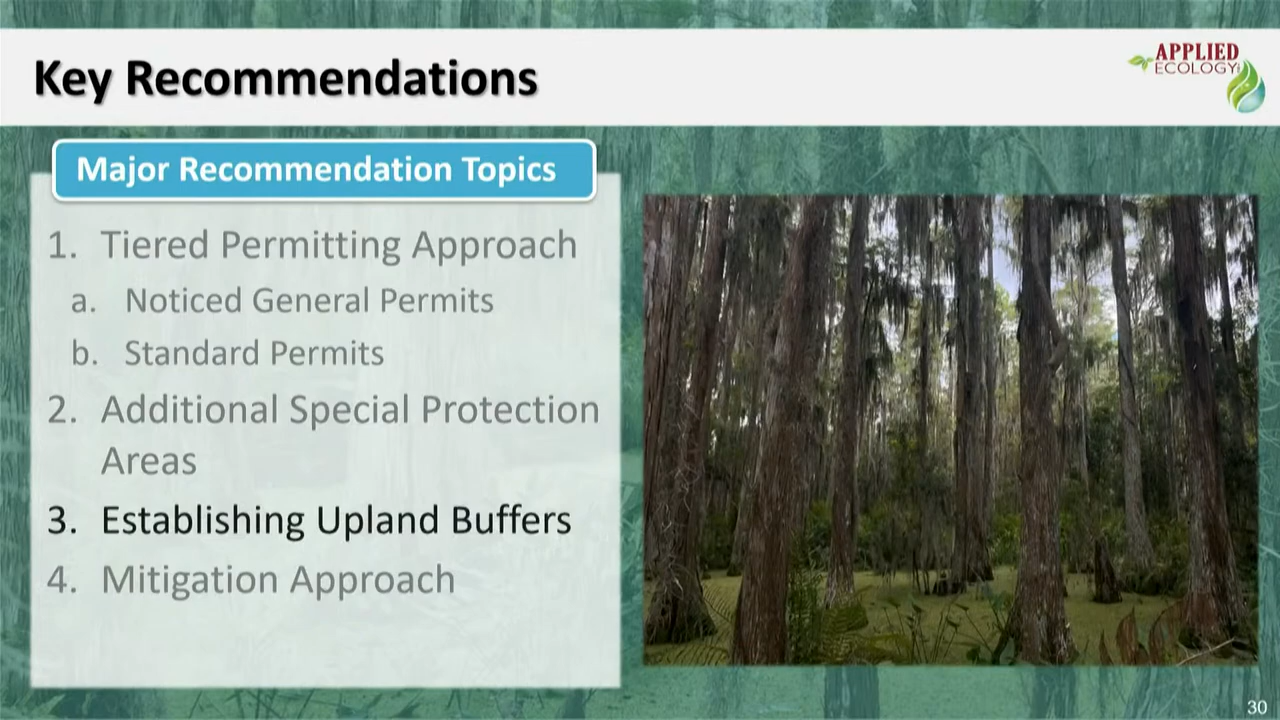 Key Recommendations
APPLIED
ECOLOGY
Major Recommendation Topics
1. Tiered Permitting Approach
a. Noticed General Permits
b. Standard Permits
2. Additional Special Protection
Areas
3. Establishing Upland Buffers
4. Mitigation Approach
30